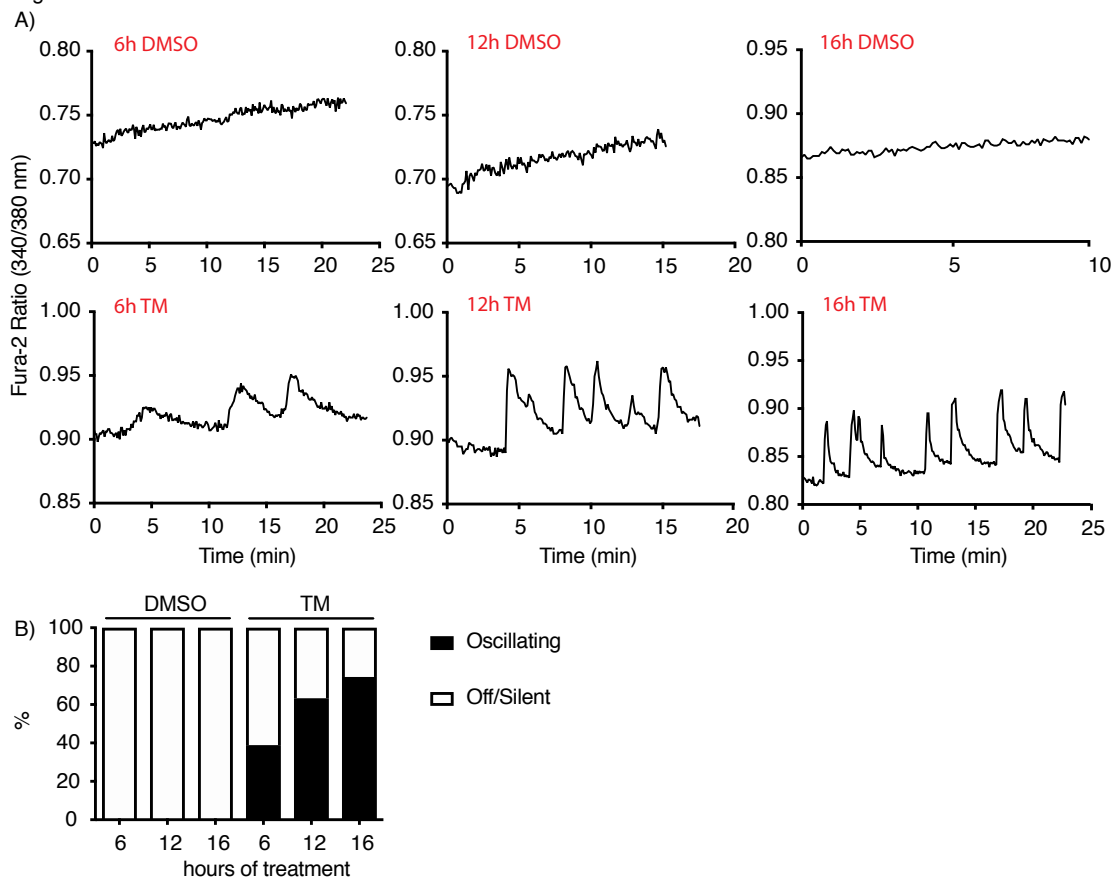 A)
Fura-2 Ratio (340/380 nm)
6h DMSO
0.80
0.75
0.70
0.65
0 5 10 15 20 25
12h DMSO
0.80
0.75
0.70
0.65
0 5 10 15 20
16h DMSO
0.95
0.90
0.85
0.80
0 5 10
6h TM
1.00
0.95
0.90
0.85
0 5 10 15 20 25
Time (min)
12h TM
1.00
0.95
0.90
0.85
0 5 10 15 20
Time (min)
16h TM
1.00
0.95
0.90
0.85
0.80
0 5 10 15 20 25
Time (min)
B)
DMSO TM
100
80
60
40
20
0
%
6 12 16 6 12 16
hours of treatment
Oscillating
Off/Silent